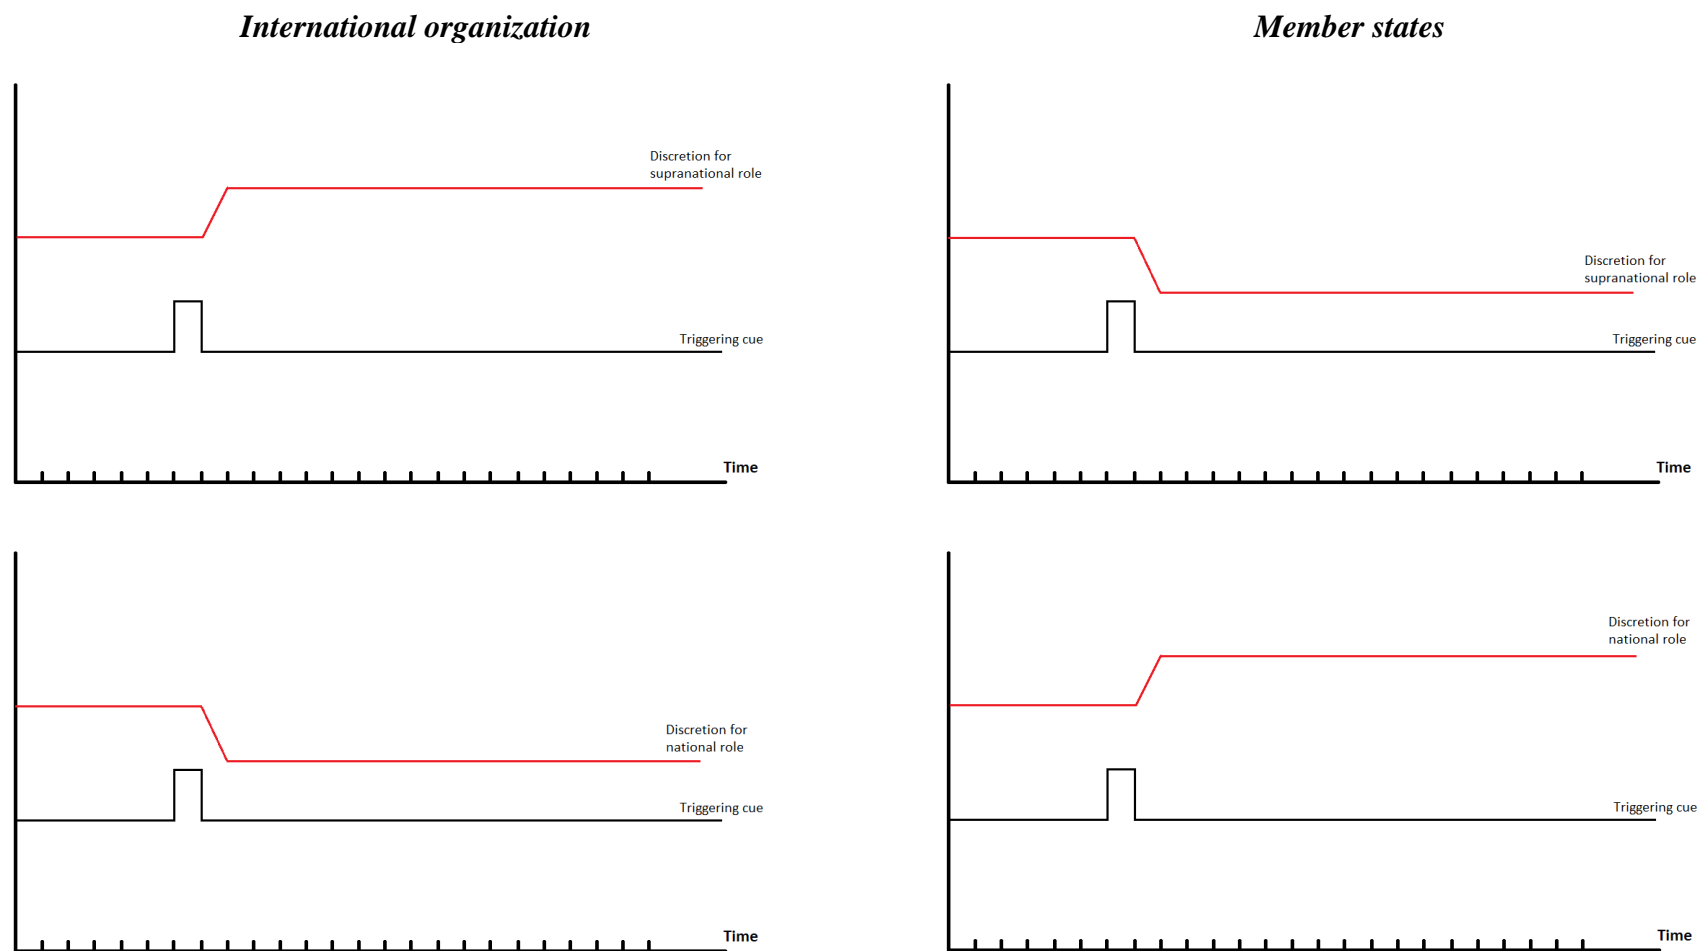 International organization
Member states
Discretion for
supranational role
Triggering cue
Time
Discretion for
supranational role
Triggering cue
Time
Discretion for
national role
Triggering cue
Time
Discretion for
national role
Triggering cue
Time